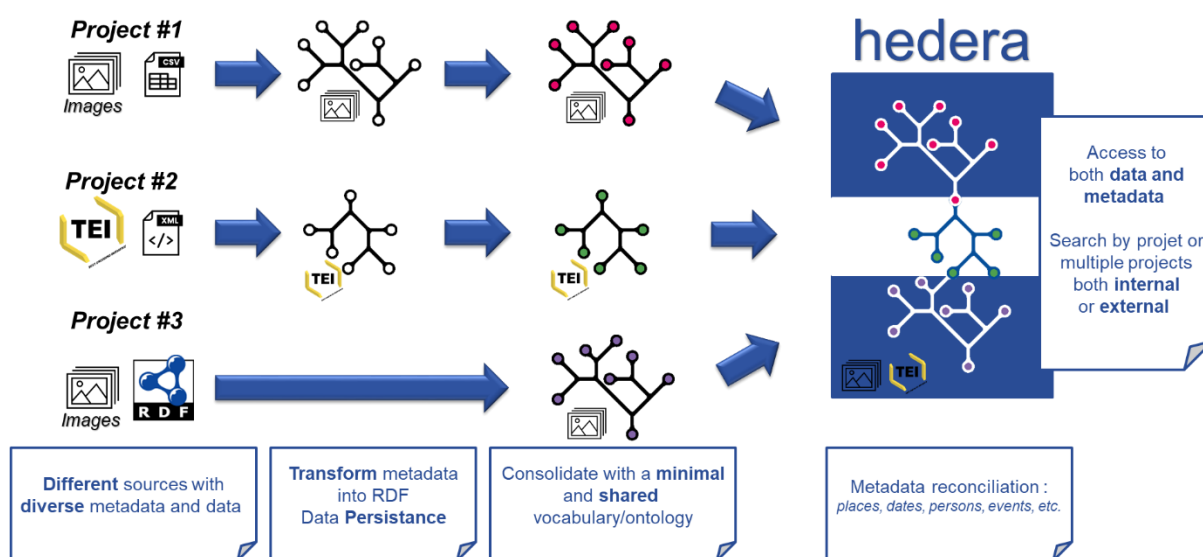 Project #1
CSV
Images
hedera
Project #2
TEI
XML
</>
TEI
TEI
Project #3
RDF
Images
TEI
Access to
both data and
metadata
Search by projet or
multiple projects
both internal
or external
Different sources with
diverse metadata and data
Transform metadata
into RDF
Data Persistance
Consolidate with a minimal
and shared
vocabulary/ontology
Metadata reconciliation :
places, dates, persons, events, etc.